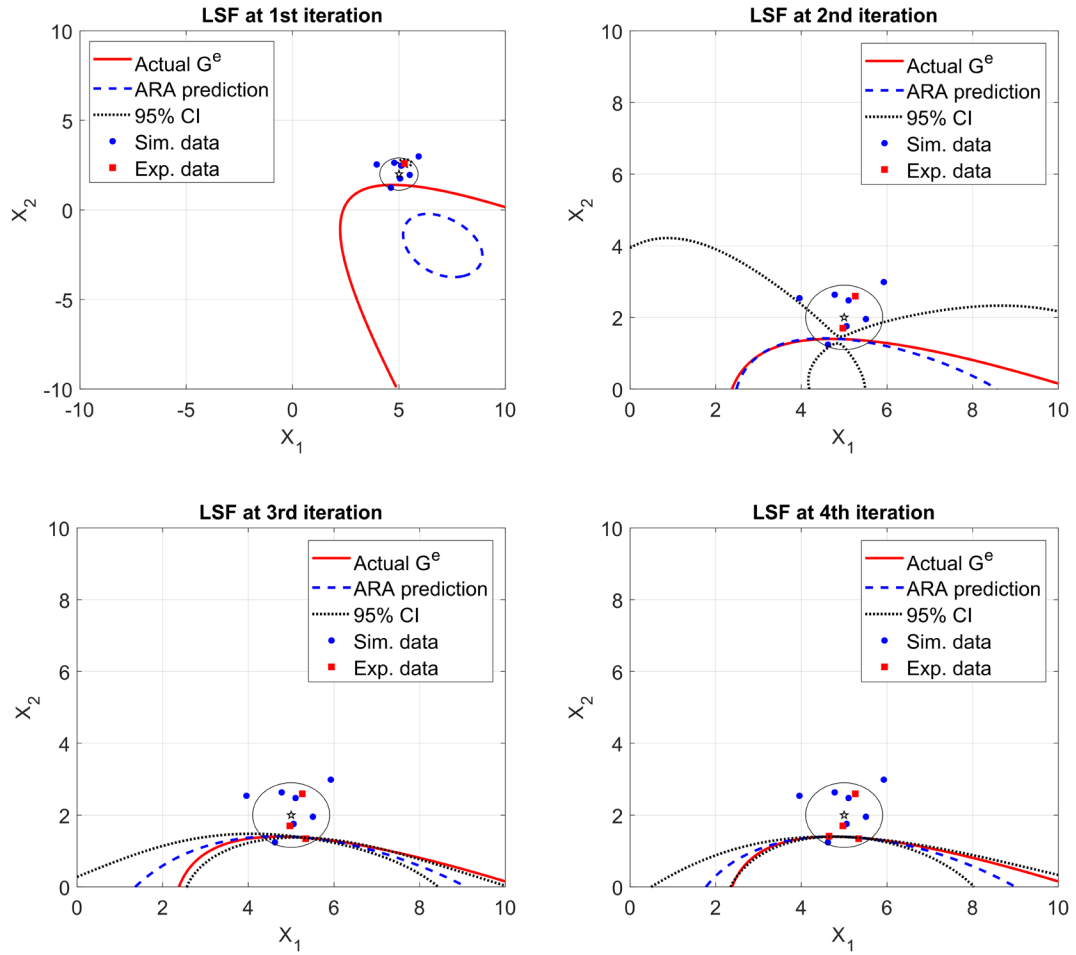 LSF at 1st iteration
10
5
0
-5
-10
X2
Actual Ge
ARA prediction
95% CI
Sim. data
Exp. data
-10
-5
0
5
10
X1
LSF at 2nd iteration
10
8
6
4
2
0
X2
Actual Ge
ARA prediction
95% CI
Sim. data
Exp. data
0
2
4
6
8
10
X1
LSF at 3rd iteration
10
8
6
4
2
0
X2
Actual Ge
ARA prediction
95% CI
Sim. data
Exp. data
0
2
4
6
8
10
X1
LSF at 4th iteration
10
8
6
4
2
0
X2
Actual Ge
ARA prediction
95% CI
Sim. data
Exp. data
0
2
4
6
8
10
X1